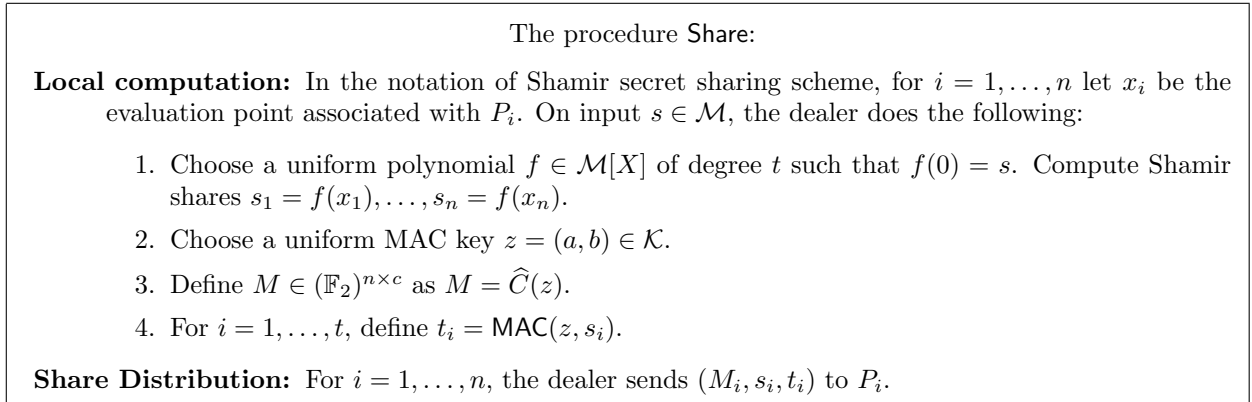 The procedure Share:
Local computation: In the notation of Shamir secret sharing scheme, for i = 1, . . . , n let x_i be the
evaluation point associated with P_i. On input s ∈ ℳ, the dealer does the following:
1. Choose a uniform polynomial f ∈ ℳ[X] of degree t such that f(0) = s. Compute Shamir
shares s_1 = f(x_1), . . . , s_n = f(x_n).
2. Choose a uniform MAC key z = (a, b) ∈ 𝒦.
3. Define M ∈ (𝔽_2)^{n×c} as M = Ĉ(z).
4. For i = 1, . . . , t, define t_i = MAC(z, s_i).
Share Distribution: For i = 1, . . . , n, the dealer sends (M_i, s_i, t_i) to P_i.